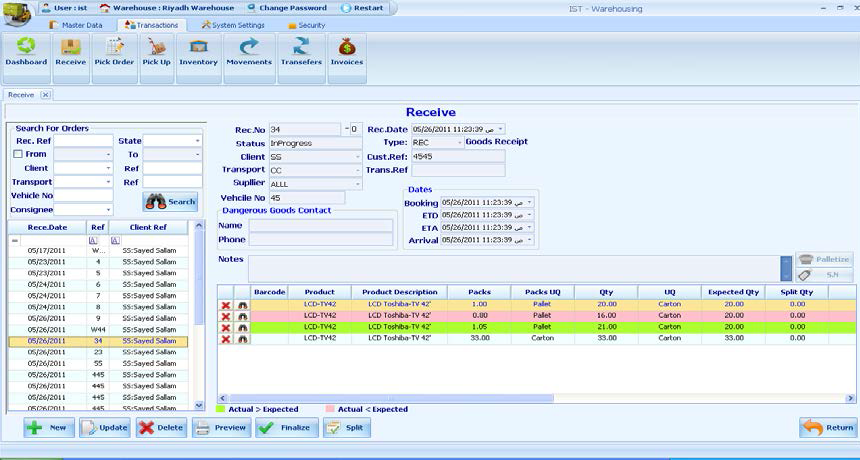 User : ist Warehouse : Riyadh Warehouse Change Password Restart IST - Warehousing
Master Data Transactions System Settings Security
Dashboard Receive Pick Order Pick Up Inventory Movements Transefers Invoices
Receive
Receive
Search For Orders
Rec. Ref State
From To
Client Ref
Transport Ref
Vehicle No Search
Consignee
Rec.No 34 - 0 Rec.Date 05/26/2011 11:23:39 ص
Status InProgress Type: REC Goods Receipt
Client SS Cust.Ref: 4545
Transport CC Trans.Ref
Supllier ALLL
Vehcile No 45
Dates
Booking 05/26/2011 11:23:39 ص
ETD 05/26/2011 11:23:39 ص
ETA 05/26/2011 11:23:39 ص
Arrival 05/26/2011 11:23:39 ص
Dangerous Goods Contact
Name
Phone
Notes
Palletize
S.N
Rece.Date Ref Client Ref
= A A
05/17/2011 W... SS:Sayed Sallam
05/23/2011 4 SS:Sayed Sallam
05/23/2011 5 SS:Sayed Sallam
05/24/2011 6 SS:Sayed Sallam
05/24/2011 7 SS:Sayed Sallam
05/24/2011 8 SS:Sayed Sallam
05/26/2011 9 SS:Sayed Sallam
05/26/2011 W44 SS:Sayed Sallam
05/26/2011 34 SS:Sayed Sallam
05/26/2011 23 SS:Sayed Sallam
05/26/2011 SS SS:Sayed Sallam
05/26/2011 445 SS:Sayed Sallam
05/26/2011 445 SS:Sayed Sallam
05/26/2011 445 SS:Sayed Sallam
Barcode Product Product Description Packs Packs UQ Qty UQ Expected Qty Split Qty
LCD-TV42 LCD Toshiba-TV 42' 1.00 Pallet 20.00 Carton 20.00 0.00
LCD-TV42 LCD Toshiba-TV 42' 0.80 Pallet 16.00 Carton 20.00 0.00
LCD-TV42 LCD Toshiba-TV 42' 1.05 Pallet 21.00 Carton 20.00 0.00
LCD-TV42 LCD Toshiba-TV 42' 33.00 Carton 33.00 Carton 33.00 0.00
Actual > Expected Actual < Expected
New Update Delete Preview Finalize Split Return